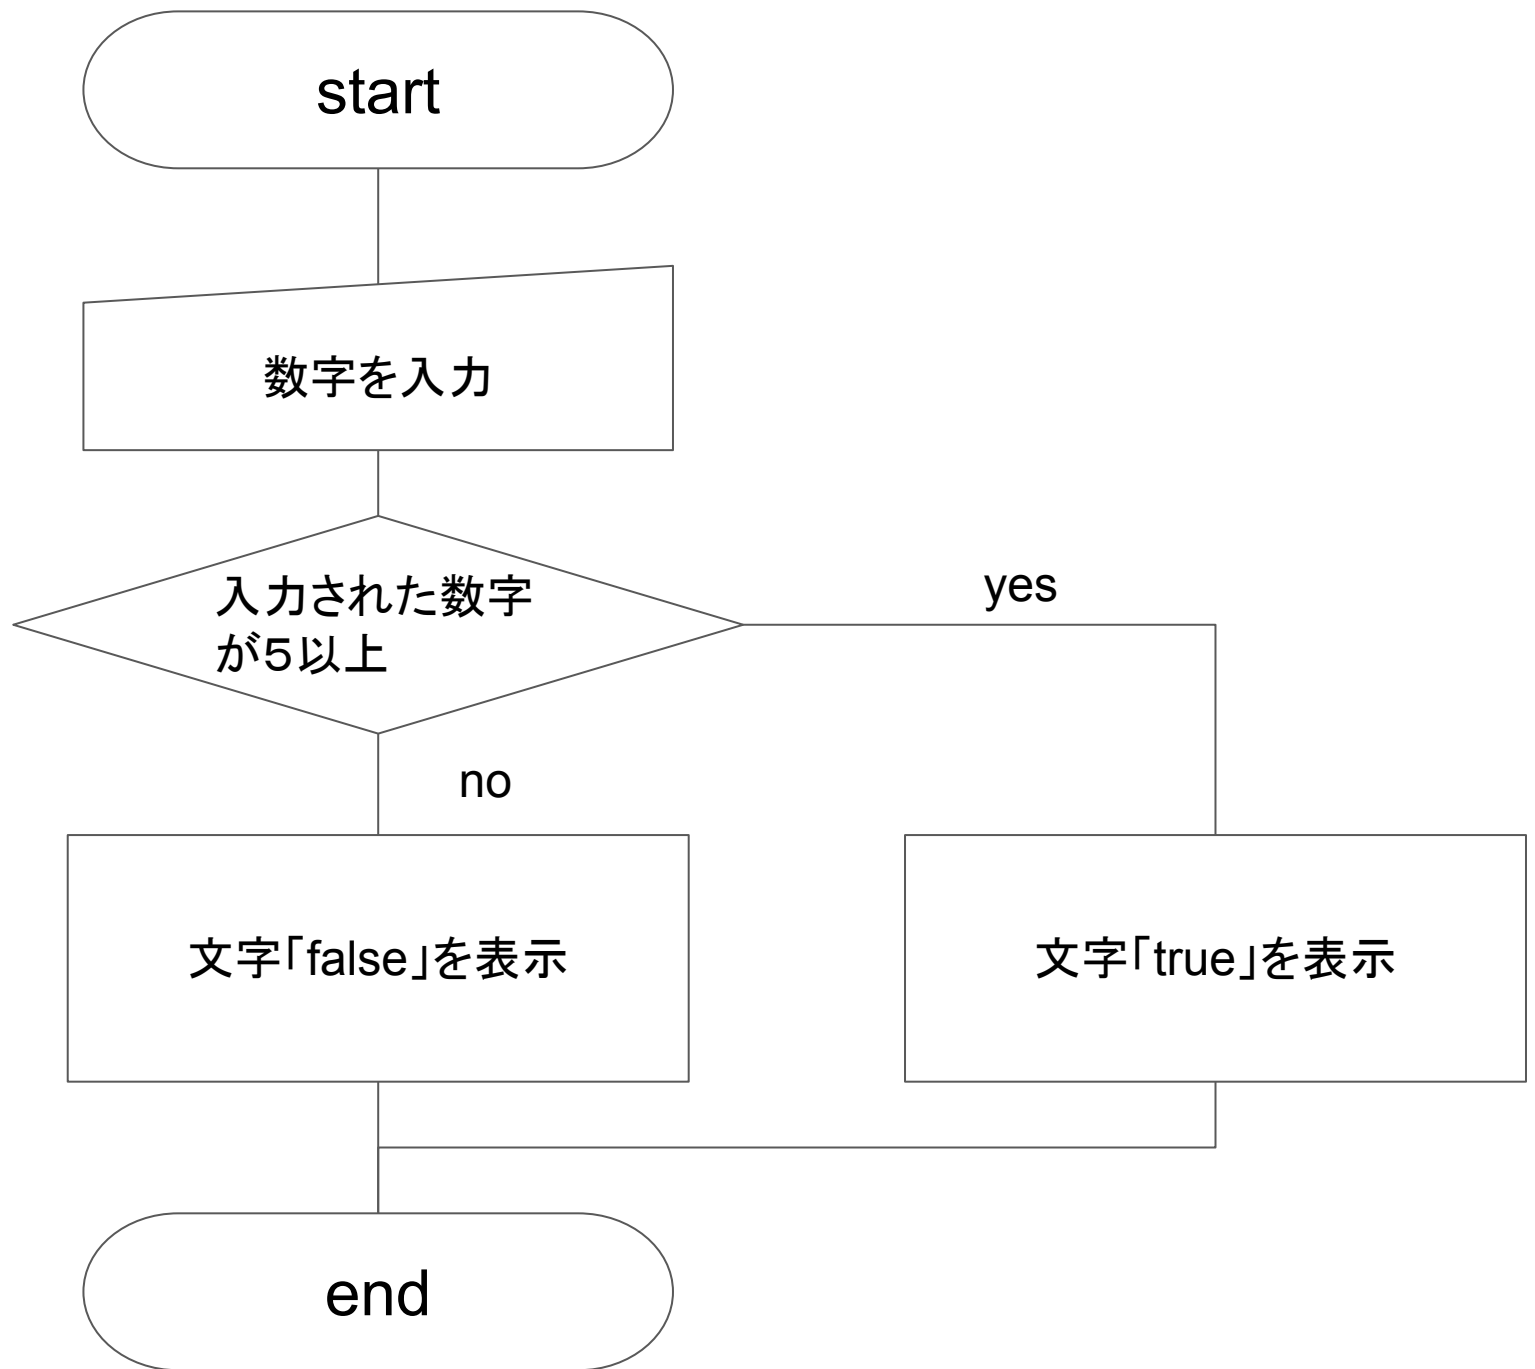 start
数字を入力
入力された数字
が5以上
yes
no
文字「false」を表示
文字「true」を表示
end